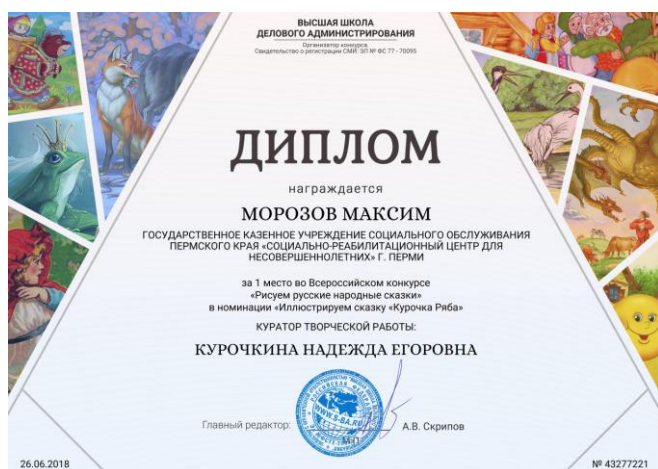 ВЫСШАЯ ШКОЛА
ДЕЛОВОГО АДМИНИСТРИРОВАНИЯ
Организатор конкурса
Свидетельство о регистрации СМИ: ЭЛ № ФС 77 - 70095
ДИПЛОМ
награждается
МОРОЗОВ МАКСИМ
ГОСУДАРСТВЕННОЕ КАЗЕННОЕ УЧРЕЖДЕНИЕ СОЦИАЛЬНОГО ОБСЛУЖИВАНИЯ
ПЕРМСКОГО КРАЯ «СОЦИАЛЬНО-РЕАБИЛИТАЦИОННЫЙ ЦЕНТР ДЛЯ
НЕСОВЕРШЕННОЛЕТНИХ» Г. ПЕРМИ
за 1 место во Всероссийском конкурсе
«Рисуем русские народные сказки»
в номинации «Иллюстрируем сказку «Курочка Ряба»
КУРАТОР ТВОРЧЕСКОЙ РАБОТЫ:
КУРОЧКИНА НАДЕЖДА ЕГОРОВНА
WWW.S-BA.RU
Главный редактор:
А.В. Скрипов
М.П.
26.06.2018
№ 43277221